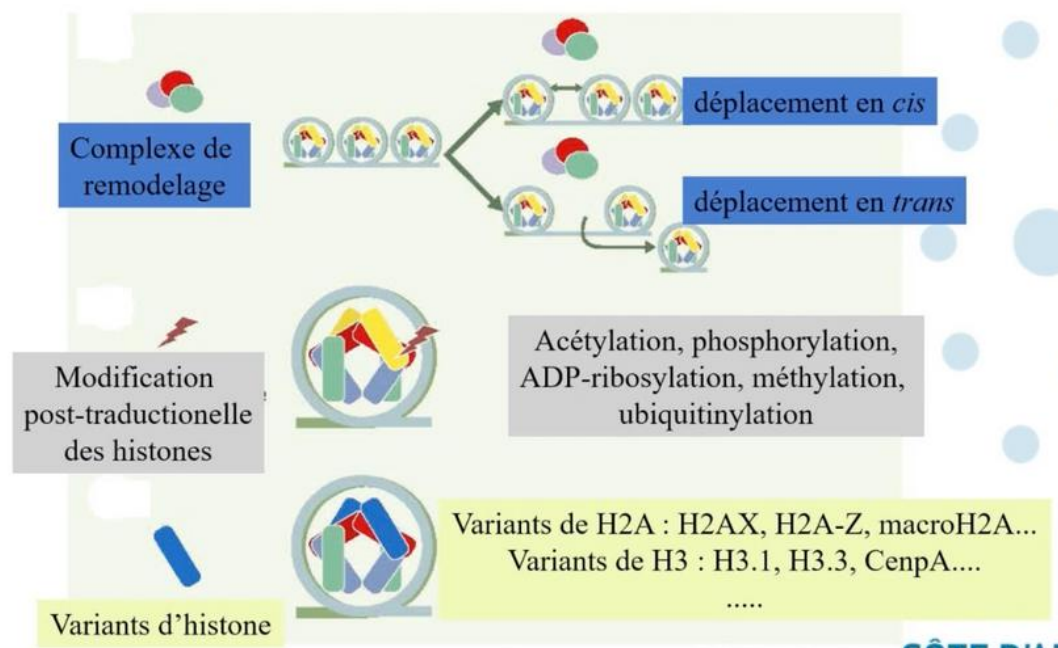 Complexe de
remodelage
déplacement en cis
déplacement en trans
Modification
post-traductionelle
des histones
Acétylation, phosphorylation,
ADP-ribosylation, méthylation,
ubiquitinylation
Variants d'histone
Variants de H2A : H2AX, H2A-Z, macroH2A...
Variants de H3 : H3.1, H3.3, CenpA....
.....